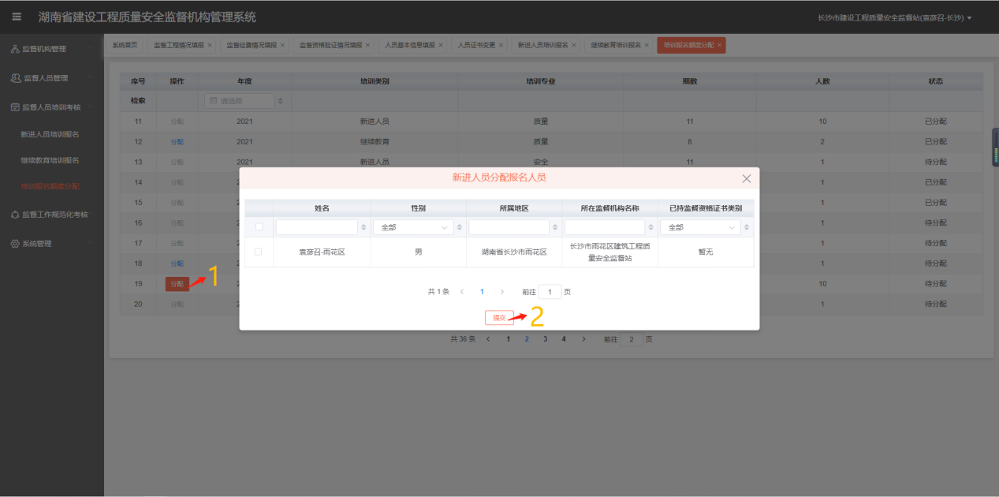 湖南省建设工程质量安全监督机构管理系统
长沙市建设工程质量安全监督站(袁彦召-长沙)
监督机构管理
监督人员管理
监督人员培训考核
新进人员培训报名
继续教育培训报名
培训报名额度分配
监督工作规范化考核
系统管理
系统首页 监督工程情况填报 × 监督经费情况填报 × 监督资格验证情况填报 × 人员基本信息填报 × 人员证书变更 × 新进人员培训报名 × 继续教育培训报名 × 培训报名额度分配 ×
序号 操作 年度 培训类别 培训专业 期数 人数 状态
检索 请选择
11 分配 2021 新进人员 质量 11 10 已分配
12 分配 2021 继续教育 质量 8 2 已分配
13 分配 2021 新进人员 安全 11 1 待分配
14 分配 2 1 已分配
15 分配 2 1 已分配
16 分配 2 1 待分配
17 分配 2 1 待分配
18 分配 2 1 待分配
19 分配 2 10 待分配
20 分配 2 1 待分配
1
新进人员分配报名人员
姓名 性别 所属地区 所在监督机构名称 已持监督资格证书类别
全部 全部
袁彦召-雨花区 男 湖南省长沙市雨花区 长沙市雨花区建筑工程质
量安全监督站 暂无
共 1 条 < 1 > 前往 1 页
提交 2
共 36 条 < 1 2 3 4 > 前往 2 页